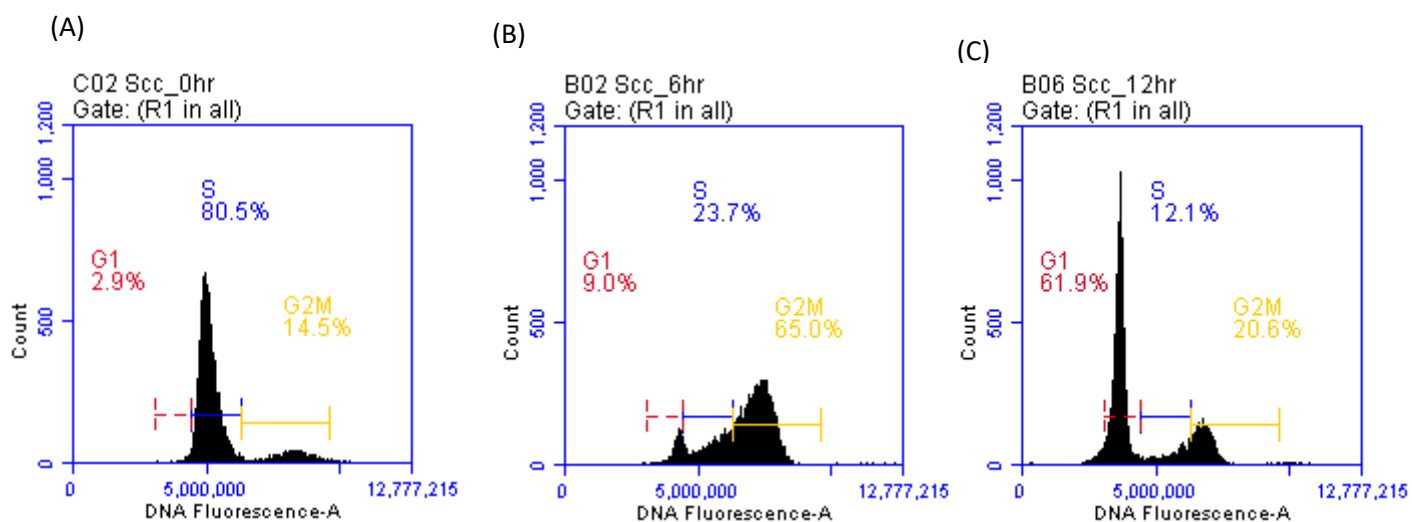 (A)
C02 Scc_0hr
Gate: (R1 in all)
1,200
1,000
500
0
Count
S
80.5%
G1
2.9%
G2M
14.5%
0
5,000,000
12,777,215
DNA Fluorescence-A
(B)
B02 Scc_6hr
Gate: (R1 in all)
1,200
1,000
500
0
Count
S
23.7%
G1
9.0%
G2M
65.0%
0
5,000,000
12,777,215
DNA Fluorescence-A
(C)
B06 Scc_12hr
Gate: (R1 in all)
1,200
1,000
500
0
Count
S
12.1%
G1
61.9%
G2M
20.6%
0
5,000,000
12,777,215
DNA Fluorescence-A